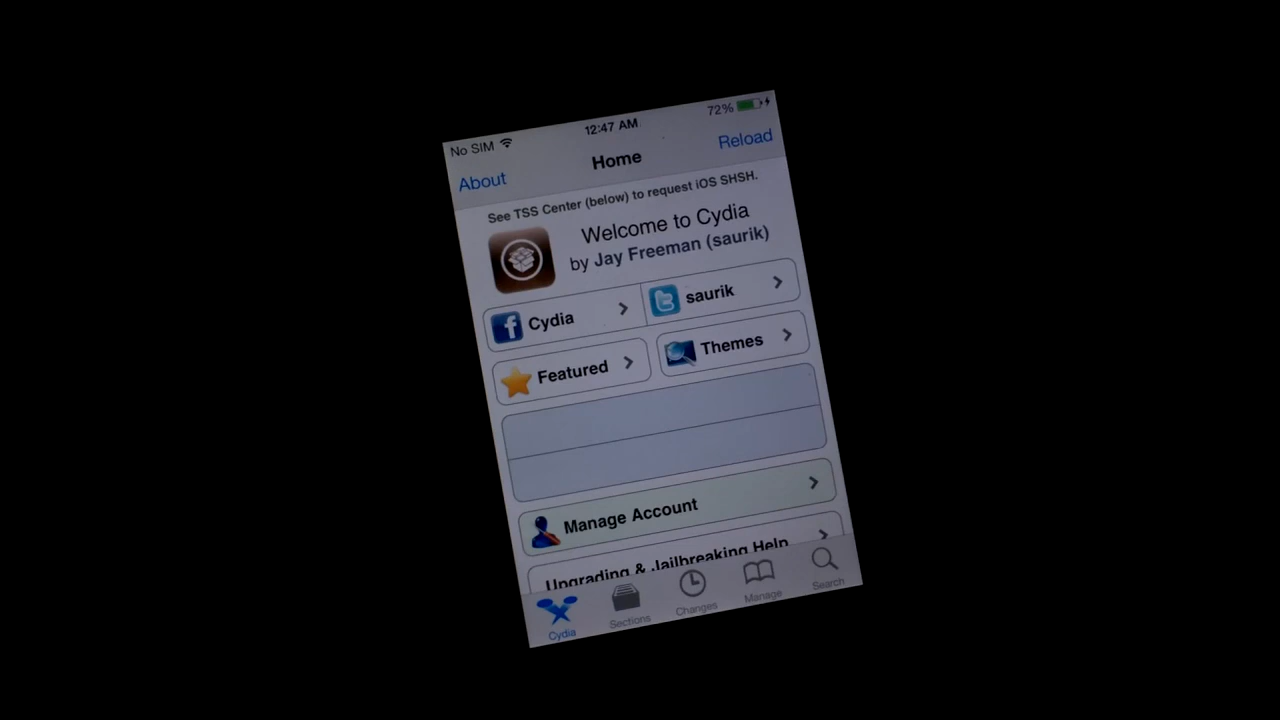 No SIM 12:47 AM 72%
About Home Reload
See TSS Center (below) to request iOS SHSH.
Welcome to Cydia
by Jay Freeman (saurik)
Cydia saurik
Featured Themes
Manage Account
Upgrading & Jailbreaking Help
Cydia Sections Changes Manage Search